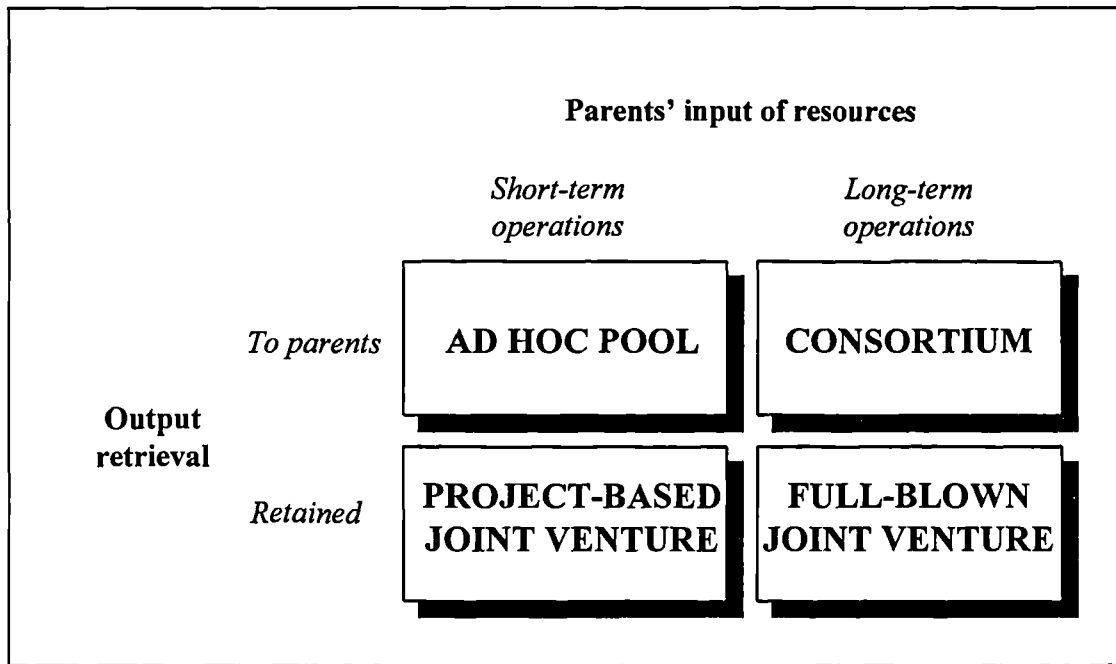 Parents' input of resources
Short-term
operations
Long-term
operations
To parents
AD HOC POOL
CONSORTIUM
Output
retrieval
Retained
PROJECT-BASED
JOINT VENTURE
FULL-BLOWN
JOINT VENTURE